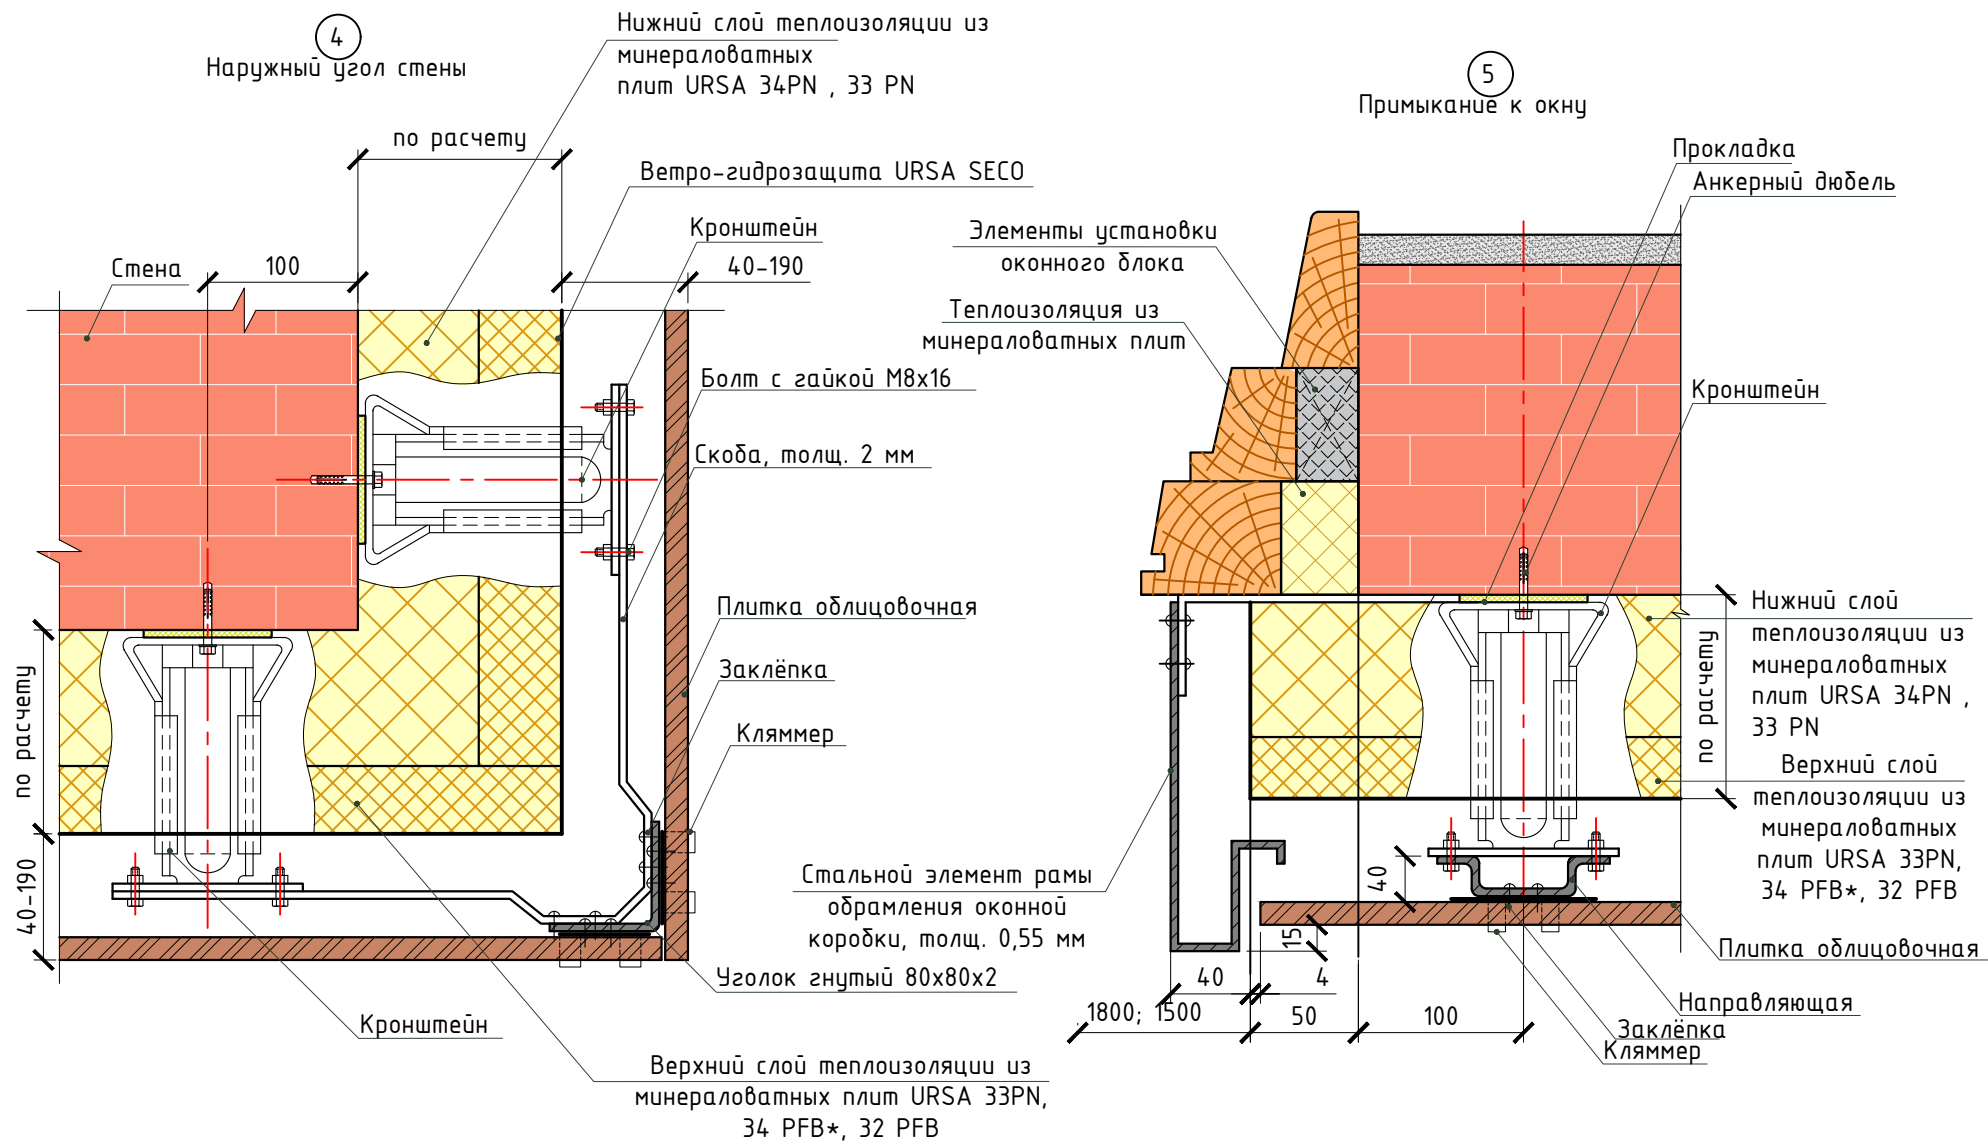 4
Наружный угол стены
Нижний слой теплоизоляции из
минераловатных
плит URSA 34PN , 33 PN
по расчету
Ветро-гидрозащита URSA SECO
Кронштейн
Стена
100
40-190
Болт с гайкой М8х16
Скоба, толщ. 2 мм
Плитка облицовочная
Заклёпка
Кляммер
по расчету
40-190
Уголок гнутый 80х80х2
Кронштейн
Верхний слой теплоизоляции из
минераловатных плит URSA 33PN,
34 PFB*, 32 PFB
5
Примыкание к окну
Прокладка
Анкерный дюбель
Элементы установки
оконного блока
Теплоизоляция из
минераловатных плит
Кронштейн
Нижний слой
теплоизоляции из
минераловатных
плит URSA 34PN ,
33 PN
по расчету
Верхний слой
теплоизоляции из
минераловатных
плит URSA 33PN,
34 PFB*, 32 PFB
Стальной элемент рамы
обрамления оконной
коробки, толщ. 0,55 мм
40
15
Плитка облицовочная
40
4
1800; 1500
50
100
Направляющая
Заклёпка
Кляммер